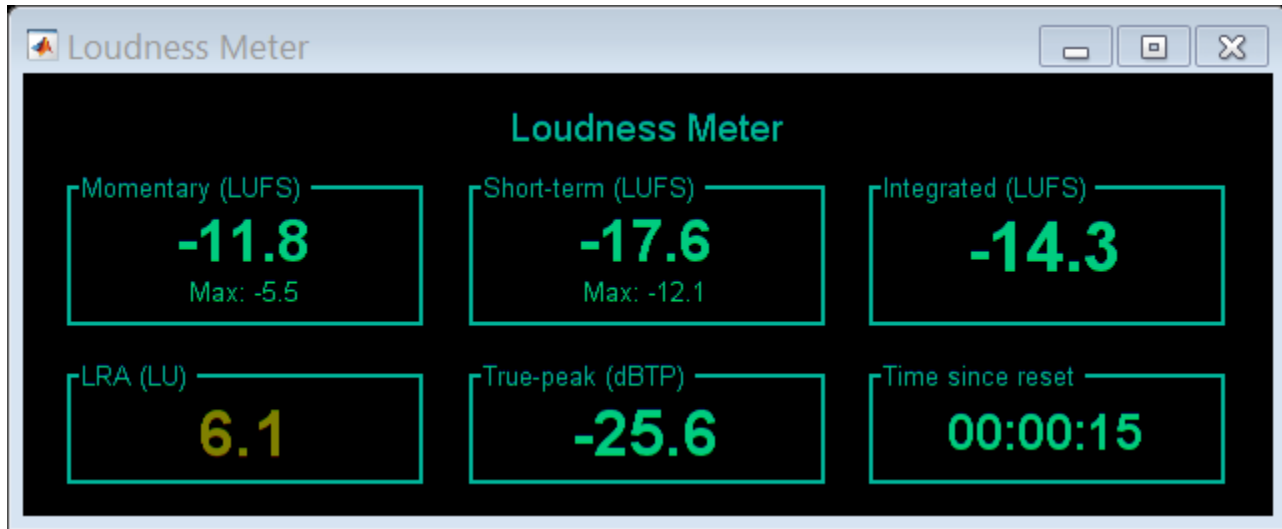 Loudness Meter
Loudness Meter
Momentary (LUFS)
-11.8
Max: -5.5
Short-term (LUFS)
-17.6
Max: -12.1
Integrated (LUFS)
-14.3
LRA (LU)
6.1
True-peak (dBTP)
-25.6
Time since reset
00:00:15